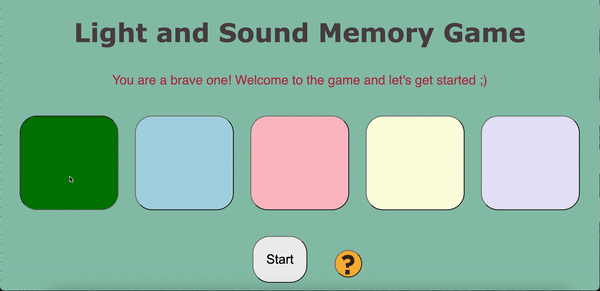 Light and Sound Memory Game
You are a brave one! Welcome to the game and let's get started ;)
Start
?